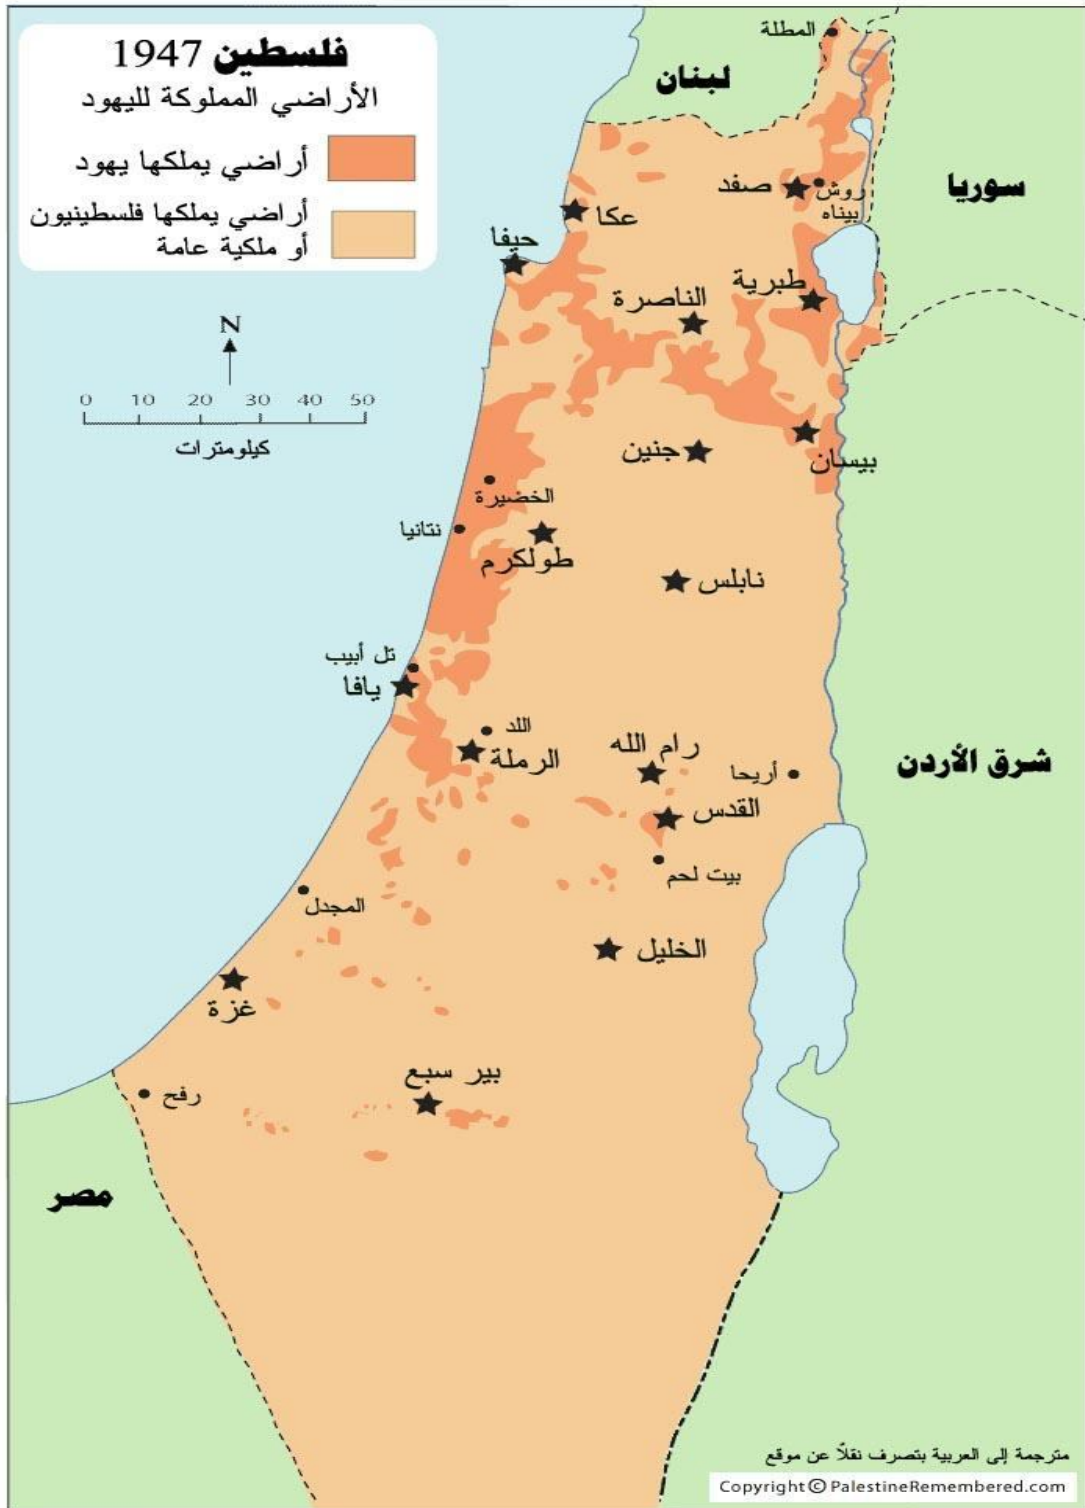 فلسطين 1947
الأراضي المملوكة لليهود
أراضي يملكها يهود
أراضي يملكها فلسطينيون
أو ملكية عامة
N
0 10 20 30 40 50
كيلومترات
المطلة
لبنان
سوريا
صفد
روش
بيناه
عكا
حيفا
طبرية
الناصرة
بيسان
جنين
الخضيرة
نتانيا
طولكرم
نابلس
تل أبيب
يافا
اللد
الرملة
رام الله
أريحا
شرق الأردن
القدس
بيت لحم
المجدل
الخليل
غزة
بير سبع
رفح
مصر
مترجمة إلى العربية بتصرف نقلاً عن موقع
Copyright © PalestineRemembered.com